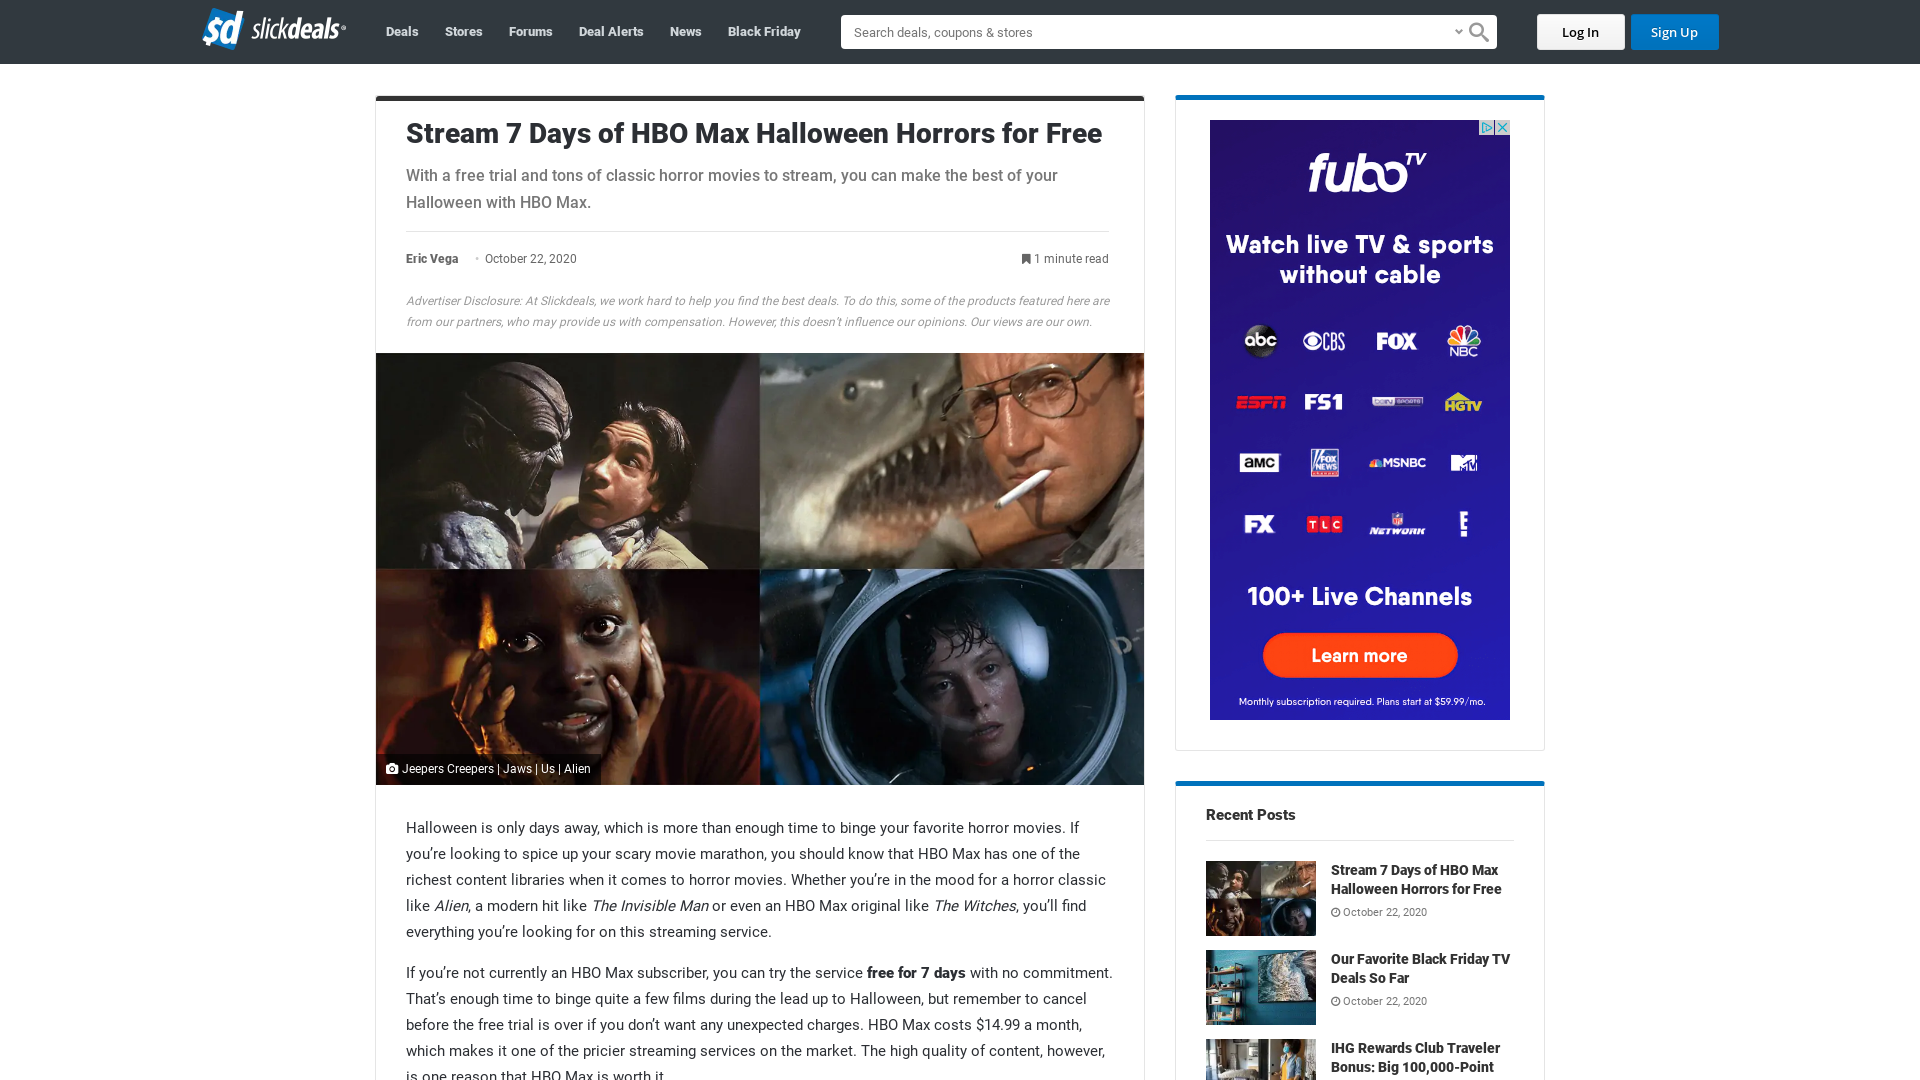 $d slickdeals
Deals
Stores
Forums
Deal Alerts
News
Black Friday
Search deals, coupons & stores
Log In
Sign Up
Stream 7 Days of HBO Max Halloween Horrors for Free
With a free trial and tons of classic horror movies to stream, you can make the best of your
Halloween with HBO Max.
Eric Vega
October 22, 2020
1 minute read
Advertiser Disclosure: At Slickdeals, we work hard to help you find the best deals. To do this, some of the products featured here are
from our partners, who may provide us with compensation. However, this doesn't influence our opinions. Our views are our own.
Jeepers Creepers | Jaws | Us | Alien
Halloween is only days away, which is more than enough time to binge your favorite horror movies. If
you're looking to spice up your scary movie marathon, you should know that HBO Max has one of the
richest content libraries when it comes to horror movies. Whether you're in the mood for a horror classic
like Alien, a modern hit like The Invisible Man or even an HBO Max original like The Witches, you'll find
everything you're looking for on this streaming service.
If you're not currently an HBO Max subscriber, you can try the service free for 7 days with no commitment.
That's enough time to binge quite a few films during the lead up to Halloween, but remember to cancel
before the free trial is over if you don't want any unexpected charges. HBO Max costs $14.99 a month,
which makes it one of the pricier streaming services on the market. The high quality of content, however,
is one reason that HBO Max is worth it.
fubo TV
Watch live TV & sports
without cable
abc CBS FOX NBC
ESPN FS1 beIN SPORTS HGTV
aMC FOX NEWS channel MSNBC MTV
FX TLC NFL NETWORK E!
100+ Live Channels
Learn more
Monthly subscription required. Plans start at $59.99/mo.
Recent Posts
Stream 7 Days of HBO Max
Halloween Horrors for Free
October 22, 2020
Our Favorite Black Friday TV
Deals So Far
October 22, 2020
IHG Rewards Club Traveler
Bonus: Big 100,000-Point